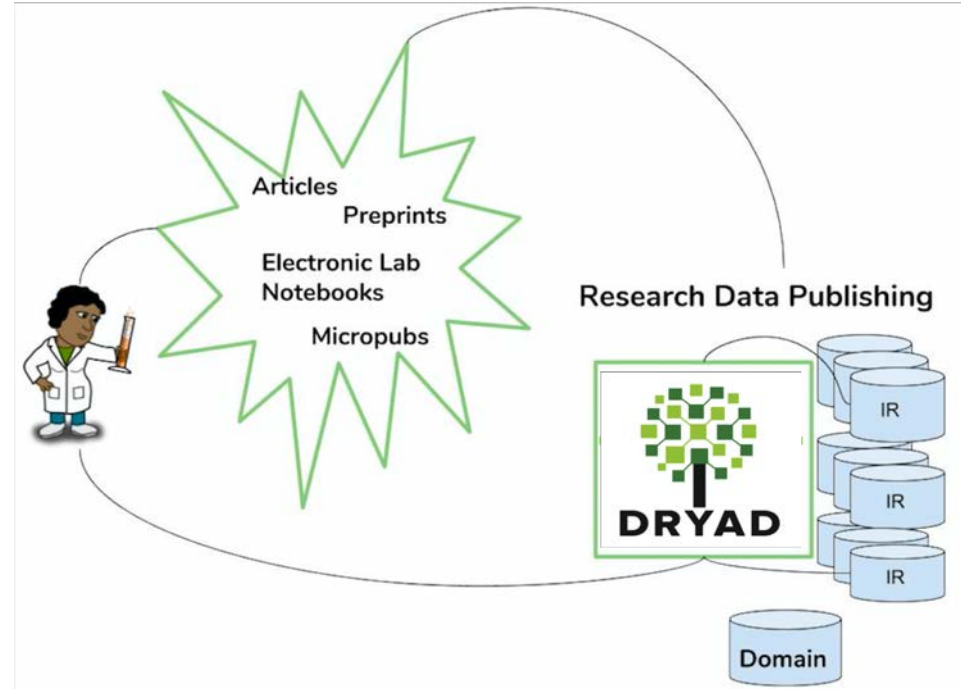 Articles
Preprints
Electronic Lab
Notebooks
Micropubs
Research Data Publishing
IR
DRYAD
IR
IR
Domain